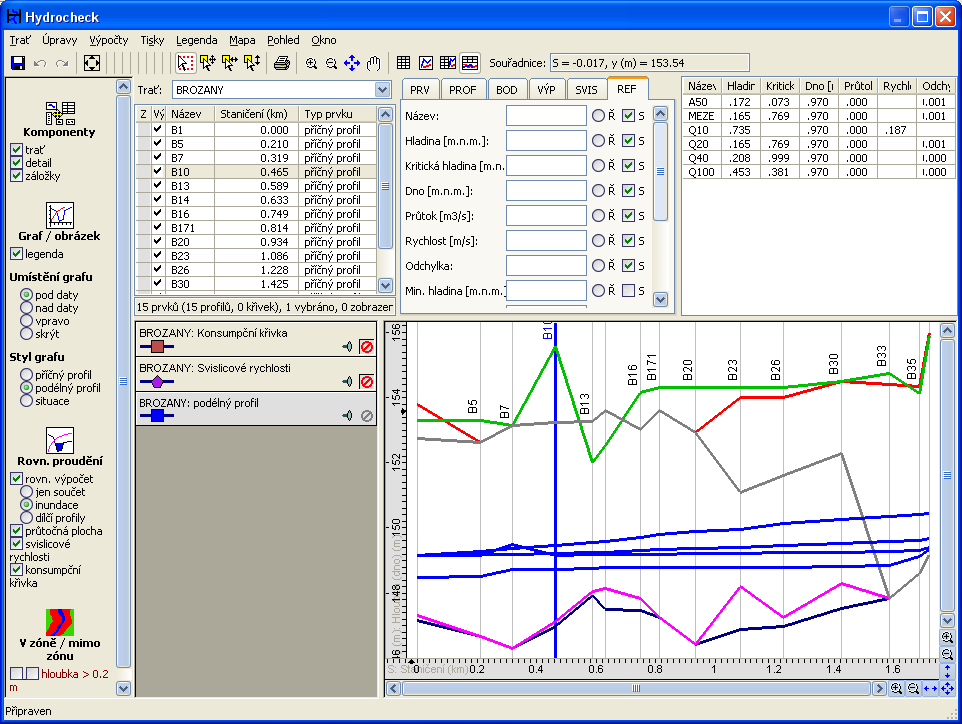 Hydrocheck
Trať Úpravy Výpočty Tisky Legenda Mapa Pohled Okno
Souřadnice: S = -0.017, y (m) = 153.54
Komponenty
trať
detail
záložky
Graf / obrázek
legenda
Umístění grafu
pod daty
nad daty
vpravo
skrýt
Styl grafu
příčný profil
podélný profil
situace
Rovn. proudění
rovn. výpočet
jen součet
inundace
dílčí profily
průtočná plocha
svislicové
rychlosti
konsumpční
křivka
V zóně / mimo
zónu
hloubka > 0.2
m
Trať: BROZANY
Z Vý Název Staničení (km) Typ prvku
B1 0.000 příčný profil
B5 0.210 příčný profil
B7 0.319 příčný profil
B10 0.465 příčný profil
B13 0.589 příčný profil
B14 0.633 příčný profil
B16 0.749 příčný profil
B171 0.814 příčný profil
B20 0.934 příčný profil
B23 1.086 příčný profil
B26 1.228 příčný profil
B30 1.425 příčný profil
15 prvků (15 profilů, 0 křivek), 1 vybráno, 0 zobrazer
PRV PROF BOD VÝP SVIS REF
Název: Ř S
Hladina [m.n.m.]: Ř S
Kritická hladina [m.n. Ř S
Dno [m.n.m.]: Ř S
Průtok [m3/s]: Ř S
Rychlost [m/s]: Ř S
Odchylka: Ř S
Min. hladina [m.n.m.] Ř S
Název Hladir Kritick Dno [ı Průtol Rychlı Odchy
A50 .172 .073 .970 .000 ı.001
MEZE .165 .769 .970 .000 ı.001
Q10 .735 .970 .000 .187
Q20 .165 .769 .970 .000 ı.001
Q40 .208 .999 .970 .000 ı.001
Q100 .453 .381 .970 .000 ı.001
BROZANY: Konsumpční křivka
BROZANY: Svislicové rychlosti
BROZANY: podélný profil
156
154
152
150
148
B5
B7
B10
B13
B16
B171
B20
B23
B26
B30
B33
B35
S: Staničení (km)
0 0.2 0.4 0.6 0.8 1 1.2 1.4 1.6
Připraven